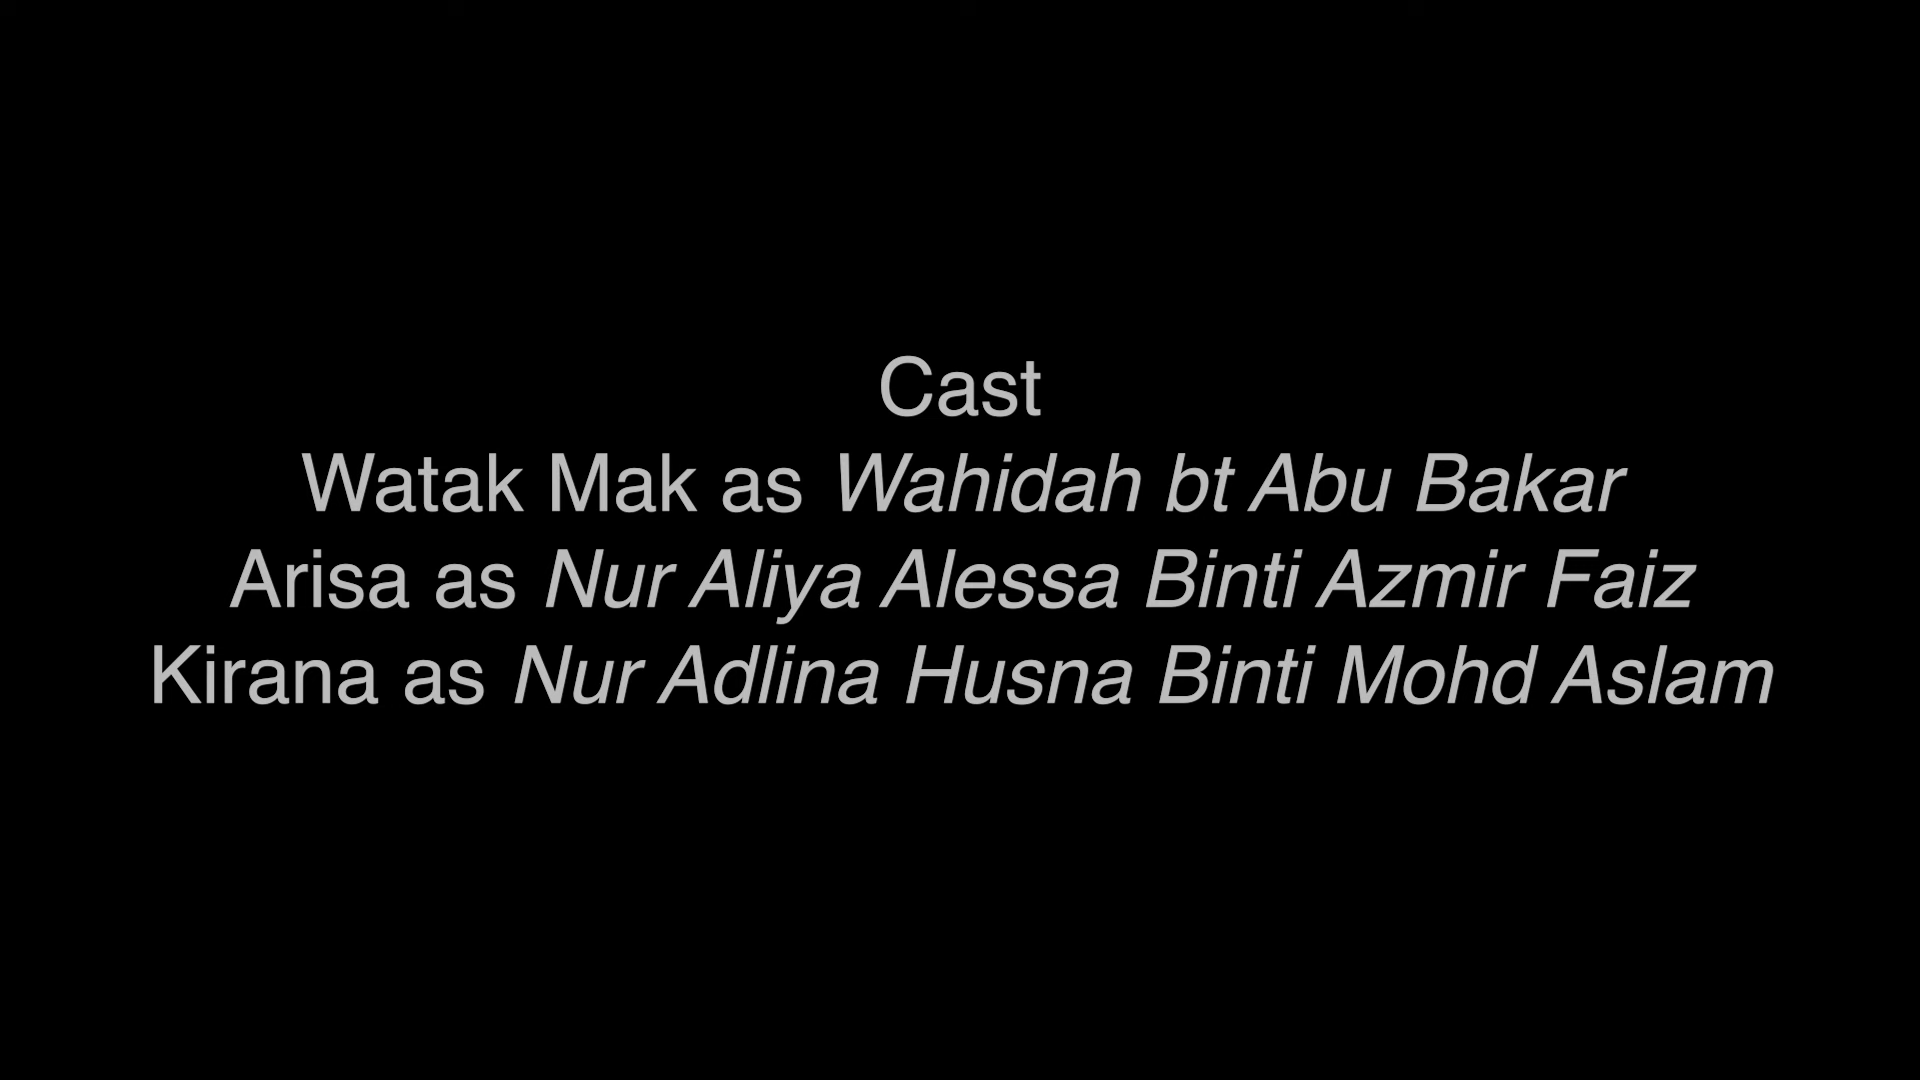 Cast
Watak Mak as Wahidah bt Abu Bakar
Arisa as Nur Aliya Alessa Binti Azmir Faiz
Kirana as Nur Adlina Husna Binti Mohd Aslam